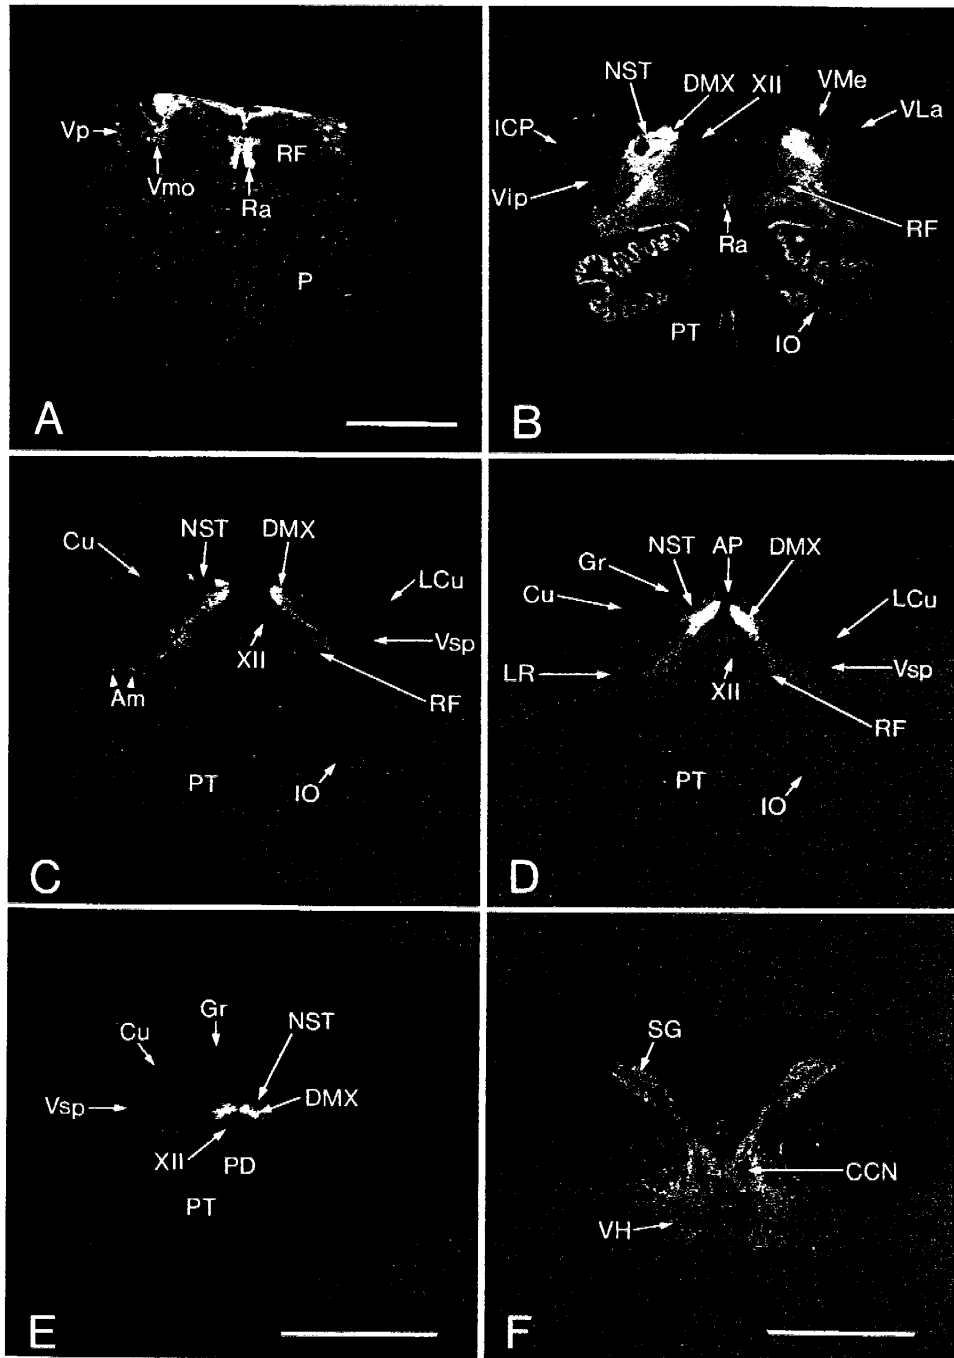 Vp
RF
Vmo
Ra
P
A
NST
DMX
XII
VMe
VLa
ICP
Vip
RF
Ra
PT
IO
B
Cu
NST
DMX
LCu
XII
Vsp
Am
RF
PT
IO
C
NST
AP
DMX
Gr
Cu
LCu
LR
XII
Vsp
RF
PT
IO
D
Gr
NST
Cu
Vsp
DMX
XII
PD
PT
E
SG
CCN
VH
F